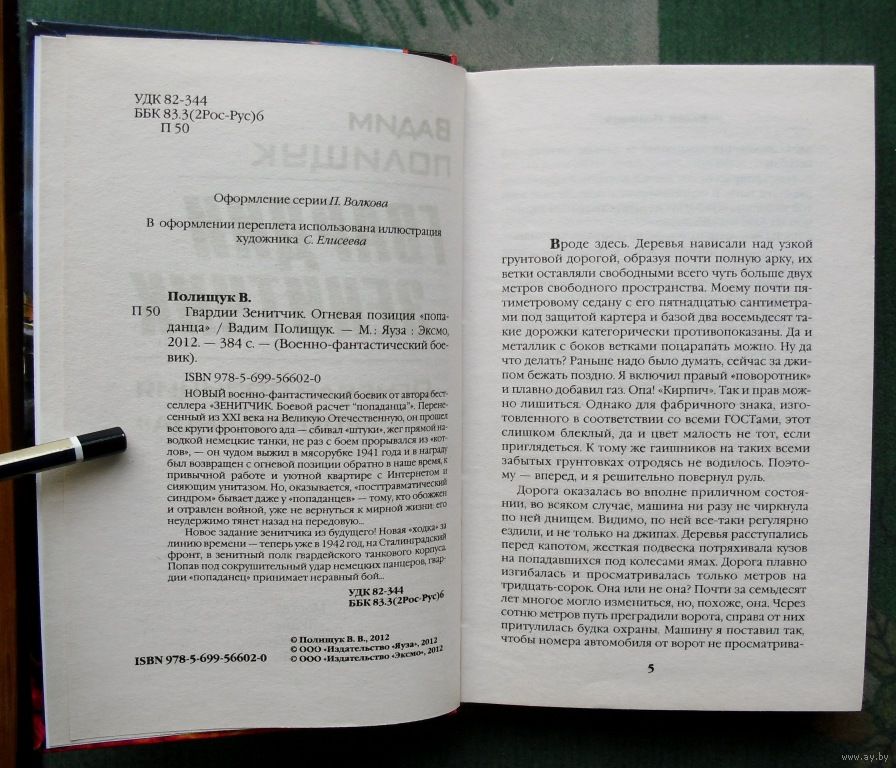 УДК 82-344
ББК 83.3(2Рос-Рус)6
П 50
Оформление серии П. Волкова
В оформлении переплета использована иллюстрация
художника С. Елисеева
Полищук В.
П 50 Гвардии Зенитчик. Огневая позиция «попа-
данца» / Вадим Полищук. — М.: Яуза : Эксмо,
2012. — 384 с. — (Военно-фантастический бое-
вик).
ISBN 978-5-699-56602-0
НОВЫЙ военно-фантастический боевик от автора бест-
селлера «ЗЕНИТЧИК. Боевой расчет "попаданца"». Перене-
сенный из XXI века на Великую Отечественную, он прошел
все круги фронтового ада — сбивал «штуки», жег прямой на-
водкой немецкие танки, не раз с боем прорывался из «кот-
лов», — он чудом выжил в мясорубке 1941 года и в награду
был возвращен с огневой позиции обратно в наше время, к
привычной работе и уютной квартире с Интернетом и
сияющим унитазом. Но, оказывается, «посттравматический
синдром» бывает даже у «попаданцев» — тому, кто обожжен
и отравлен войной, уже не вернуться к мирной жизни: его
неудержимо тянет назад на передовую...
Новое задание зенитчика из будущего! Новая «ходка» за
линию времени — теперь уже в 1942 год, на Сталинградский
фронт, в зенитный полк гвардейского танкового корпуса.
Попав под сокрушительный удар немецких панцеров, гвар-
дии «попаданец» принимает неравный бой...
УДК 82-344
ББК 83.3(2Рос-Рус)6
© Полищук В. В., 2012
© ООО «Издательство «Яуза», 2012
ISBN 978-5-699-56602-0 © ООО «Издательство «Эксмо», 2012
Вроде здесь. Деревья нависали над узкой
грунтовой дорогой, образуя почти полную арку, их
ветки оставляли свободными всего чуть больше двух
метров свободного пространства. Моему почти пя-
тиметровому седану с его пятнадцатью сантиметра-
ми под защитой картера и базой два восемьдесят та-
кие дорожки категорически противопоказаны. Да и
металлик с боков ветками поцарапать можно. Ну да
что делать? Раньше надо было думать, сейчас за джи-
пом бежать поздно. Я включил правый «поворотник»
и плавно добавил газ. Опа! «Кирпич». Так и прав мож-
но лишиться. Однако для фабричного знака, изго-
товленного в соответствии со всеми ГОСТами, этот
слишком блеклый, да и цвет малость не тот, если
приглядеться. К тому же гаишников на таких всеми
забытых грунтовках отродясь не водилось. Поэто-
му — вперед, и я решительно повернул руль.
Дорога оказалась во вполне приличном состоя-
нии, во всяком случае, машина ни разу не чиркнула
по ней днищем. Видимо, по ней все-таки регулярно
ездили, и не только на джипах. Деревья расступались
перед капотом, жесткая подвеска потряхивала кузов
на попадавшихся под колесами ямах. Дорога плавно
изгибалась и просматривалась только метров на
тридцать-сорок. Она или не она? Почти за семьдесят
лет многое могло измениться, но, похоже, она. Через
сотню метров путь преградили ворота, справа от них
притулилась будка охраны. Машину я поставил так,
чтобы номера автомобиля от ворот не просматрива-
5
www.ay.by